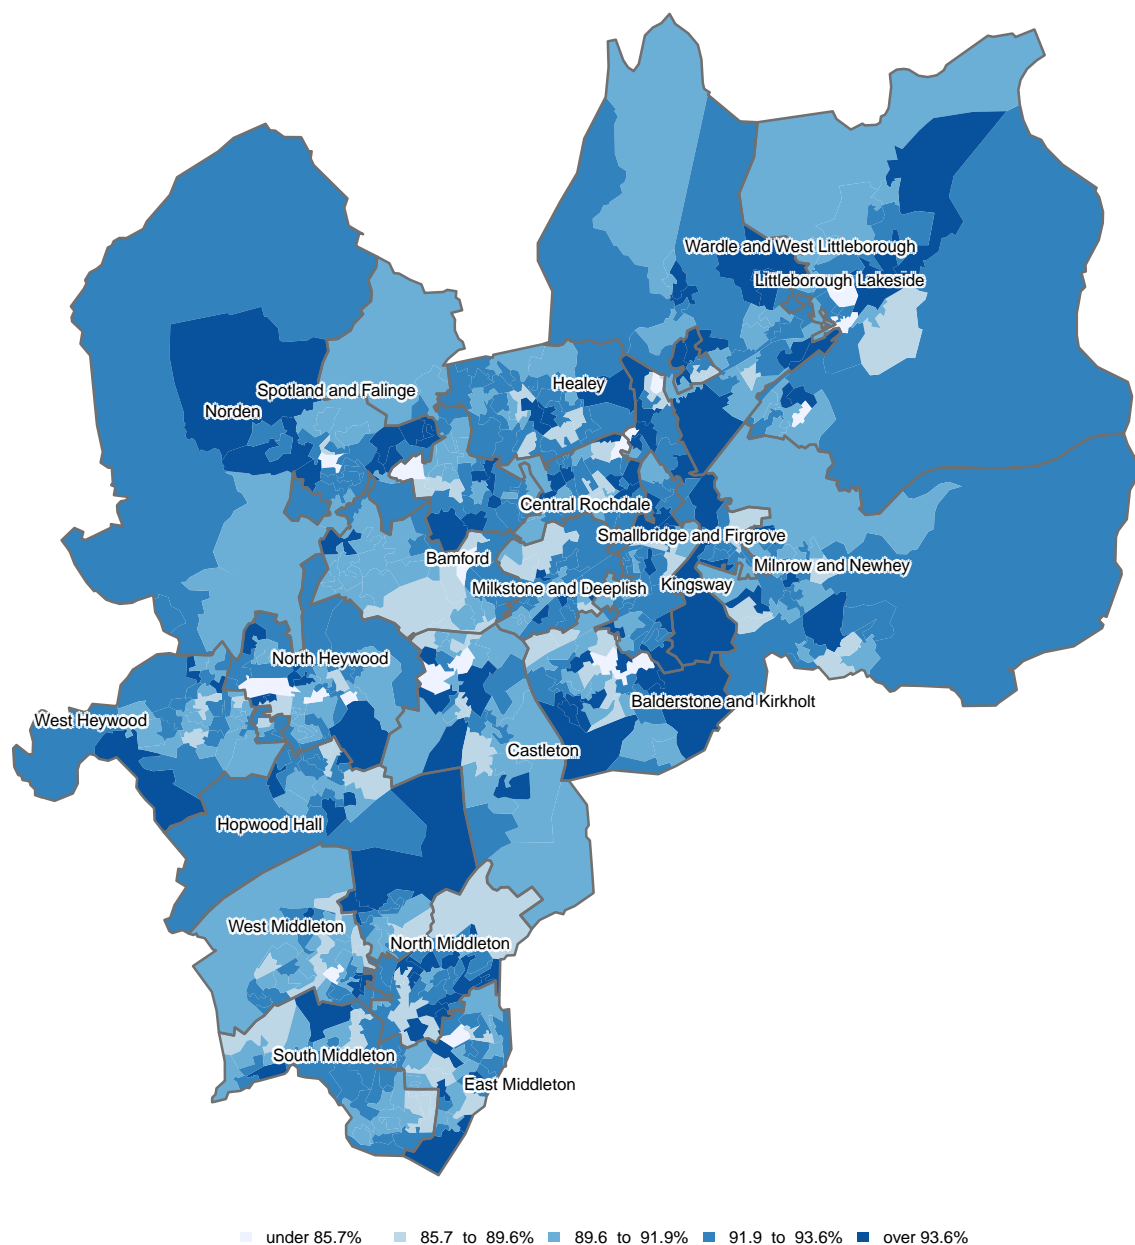 Wardle and West Littleborough
Littleborough Lakeside
Healey
Spotland and Falinge
Norden
Central Rochdale
Smallbridge and Firgrove
Bamford
Milnrow and Newhey
Milkstone and Deeplish
Kingsway
North Heywood
Balderstone and Kirkholt
West Heywood
Castleton
Hopwood Hall
West Middleton
North Middleton
South Middleton
East Middleton
under 85.7% 85.7 to 89.6% 89.6 to 91.9% 91.9 to 93.6% over 93.6%